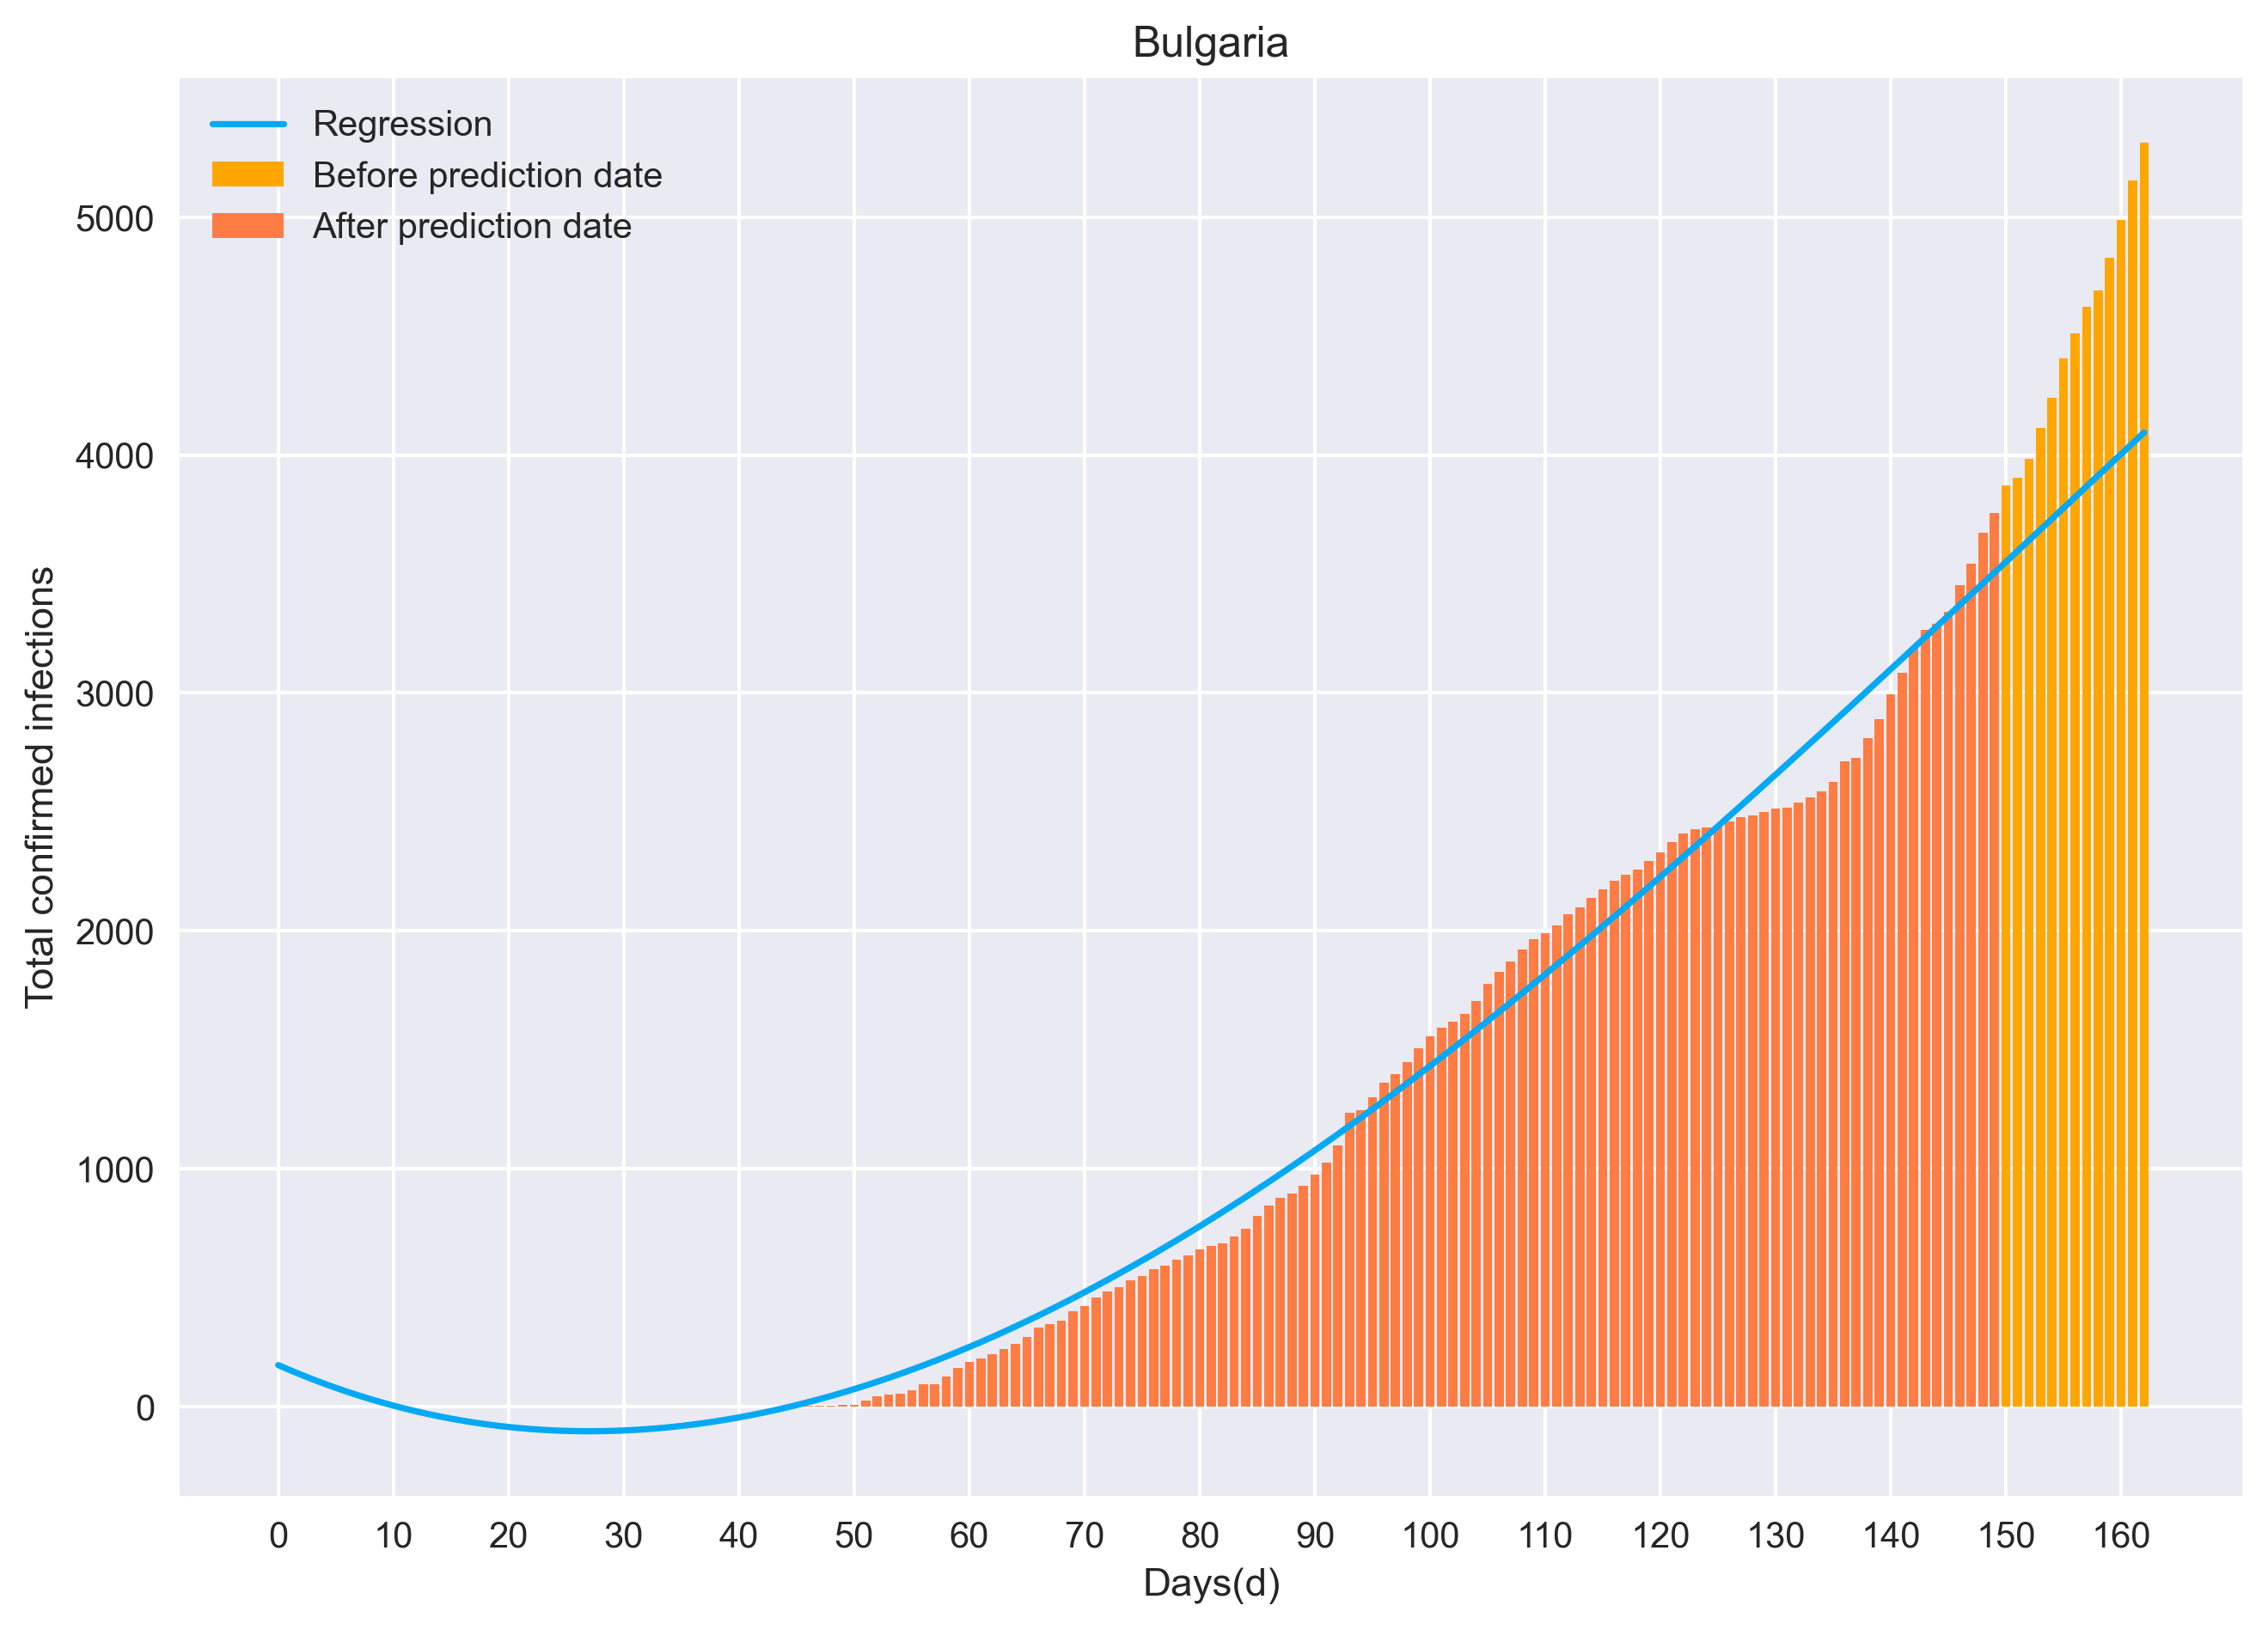 Bulgaria
Regression
Before prediction date
After prediction date
5000
4000
3000
2000
1000
0
Total confirmed infections
0 10 20 30 40 50 60 70 80 90 100 110 120 130 140 150 160
Days(d)